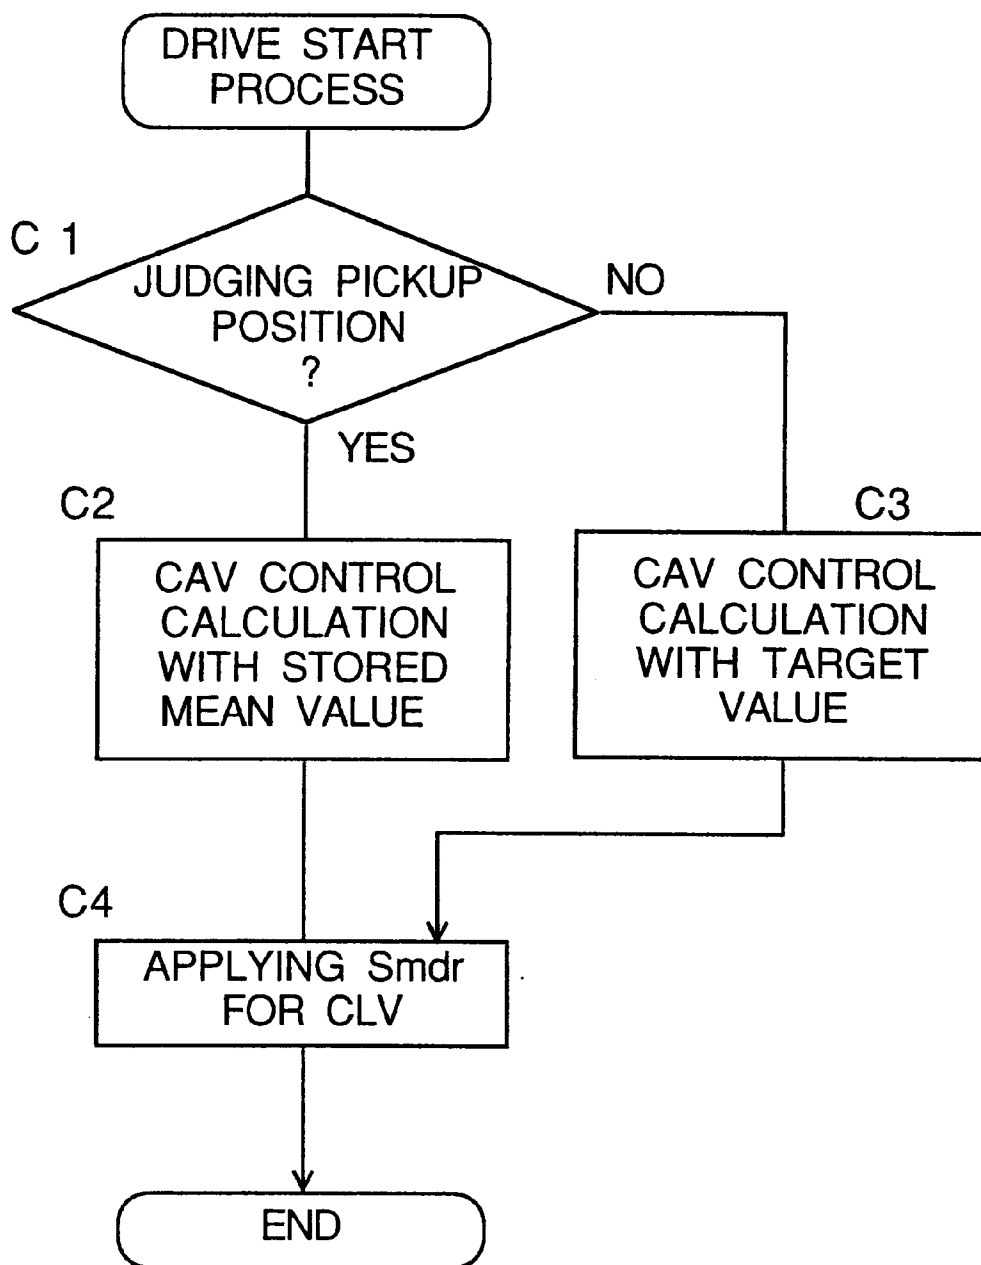 DRIVE START
PROCESS
C 1
JUDGING PICKUP
POSITION
?
NO
YES
C2
CAV CONTROL
CALCULATION
WITH STORED
MEAN VALUE
C3
CAV CONTROL
CALCULATION
WITH TARGET
VALUE
C4
APPLYING Smdr
FOR CLV
END